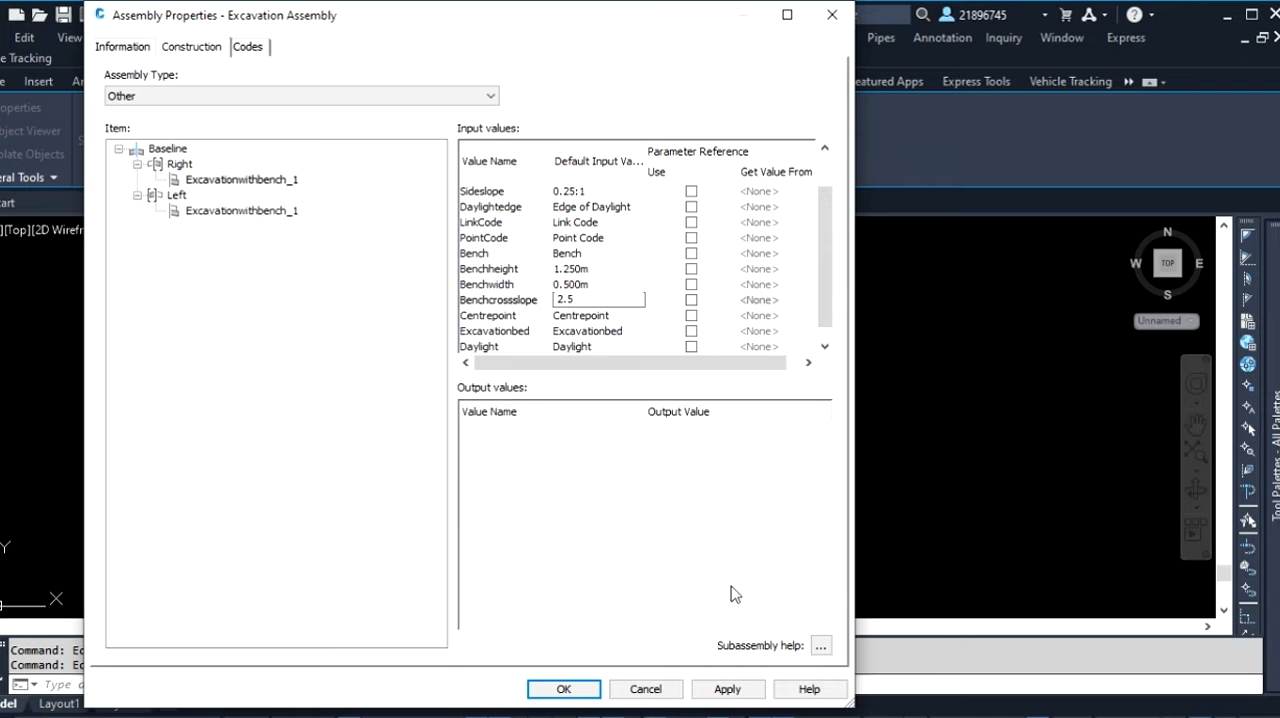 Assembly Properties - Excavation Assembly
21896745
Edit
View
Pipes
Annotation
Inquiry
Window
Express
e Tracking
Insert
eatured Apps
Express Tools
Vehicle Tracking
operties
bject Viewer
olate Objects
eral Tools
tart
][Top][2D Wirefr
Information
Construction
Codes
Assembly Type:
Other
Item:
Baseline
Right
Excavationwithbench_1
Left
Excavationwithbench_1
Input values:
Value Name Default Input Va... Parameter Reference
Use Get Value From
Sideslope 0.25:1 <None>
Daylightedge Edge of Daylight <None>
LinkCode Link Code <None>
PointCode Point Code <None>
Bench Bench <None>
Benchheight 1.250m <None>
Benchwidth 0.500m <None>
Benchcrossslope 2.5 <None>
Centrepoint Centrepoint <None>
Excavationbed Excavationbed <None>
Daylight Daylight <None>
Output values:
Value Name Output Value
Subassembly help: ...
OK
Cancel
Apply
Help
N
W TOP E
S
Unnamed
Tool Palettes - All Palettes
Y
X
Command: Ec
Command: Ec
Type a
del
Layout1